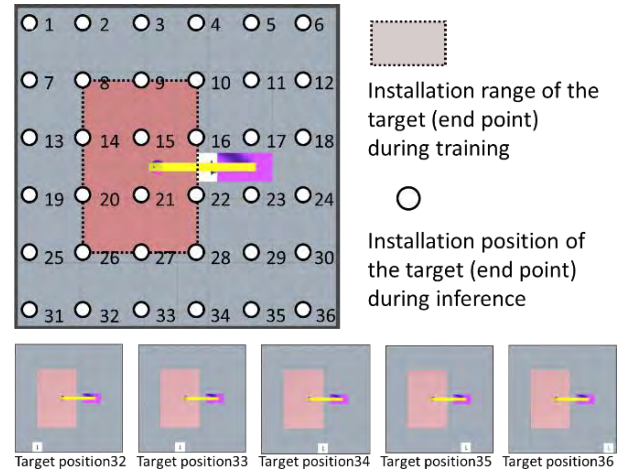 1 2 3 4 5 6
7 8 9 10 11 12
13 14 15 16 17 18
19 20 21 22 23 24
25 26 27 28 29 30
31 32 33 34 35 36
Installation range of the
target (end point)
during training
Installation position of
the target (end point)
during inference
Target position32 Target position33 Target position34 Target position35 Target position36